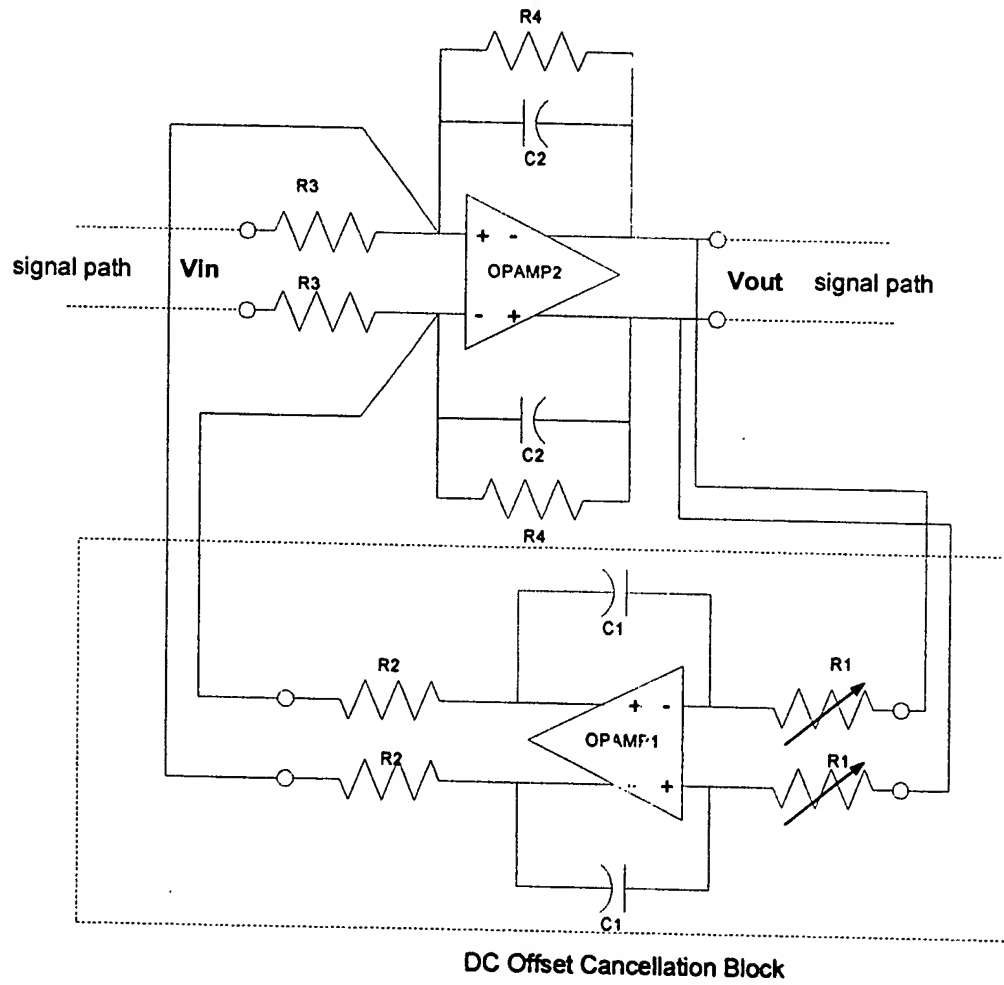 R4
C2
R3
+ -
OPAMP2
signal path Vin Vout signal path
R3
- +
C2
R4
C1
R2 R1
+ -
OPAMP1
R2 R1
+
C1
DC Offset Cancellation Block